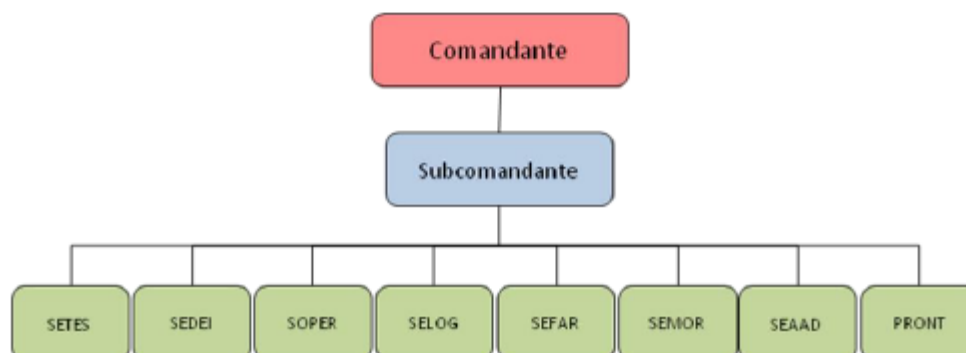 Comandante
Subcomandante
SETES SEDEI SOPER SELOG SEFAR SEMOR SEAAD PRONT